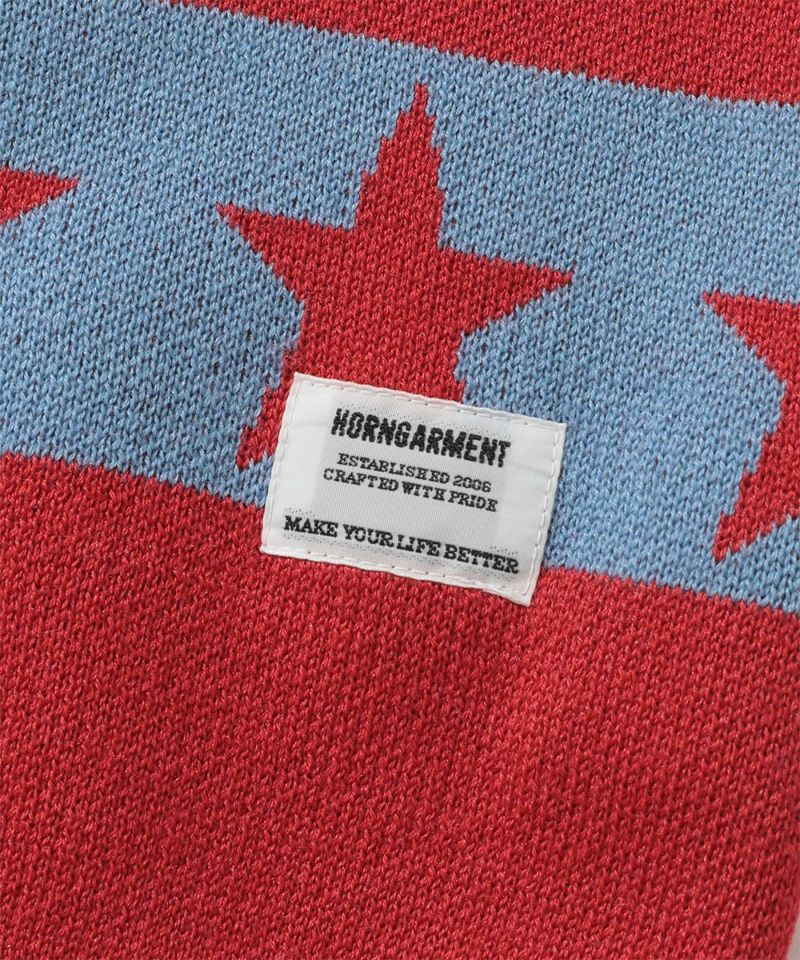 HORNGARMENT
ESTABLISHED 2006
CRAFTED WITH PRIDE
MAKE YOUR LIFE BETTER